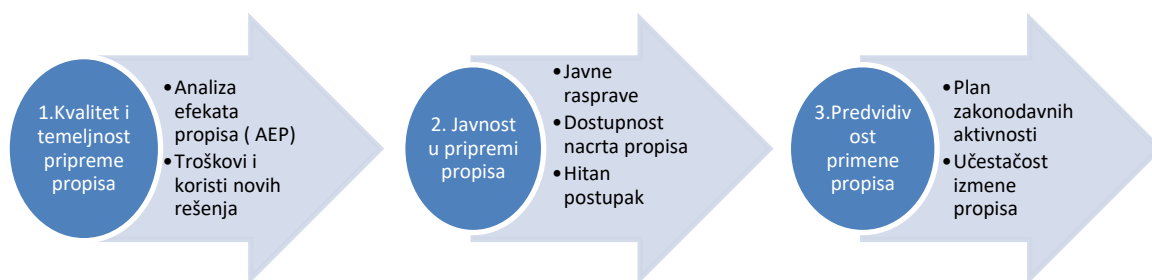 1.Kvalitet i
temeljnost
pripreme
propisa
•Analiza
efekata
propisa ( AEP)
•Troškovi i
koristi novih
rešenja
2. Javnost
u pripremi
propisa
•Javne
rasprave
•Dostupnost
nacrta propisa
•Hitan
postupak
3.Predvidiv
ost
primene
propisa
•Plan
zakonodavnih
aktivnosti
•Učestačost
izmene
propisa